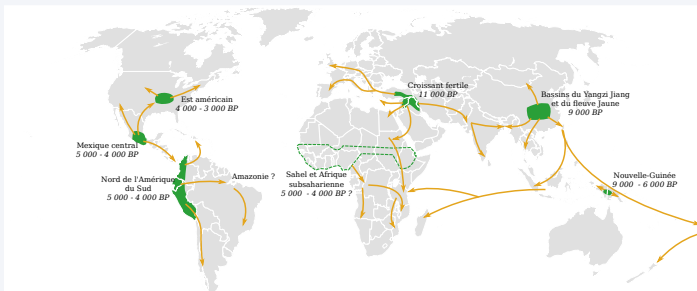 Croissant fertile
11 000 BP
Est américain
4 000 - 3 000 BP
Bassins du Yangzi Jiang
et du fleuve Jaune
9 000 BP
Mexique central
5 000 - 4 000 BP
Nord de l'Amérique
du Sud
5 000 - 4 000 BP
Amazonie ?
Sahel et Afrique
subsaharienne
5 000 - 4 000 BP ?
Nouvelle-Guinée
9 000 - 6 000 BP